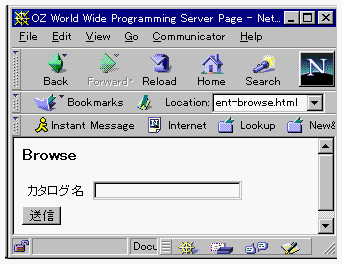 OZ World Wide Programming Server Page - Net...
File Edit View Go Communicator Help
Back Forward Reload Home Search
N
Bookmarks Location: ent-browse.html
Instant Message Internet Lookup New&
Browse
カタログ名
送信
Docu